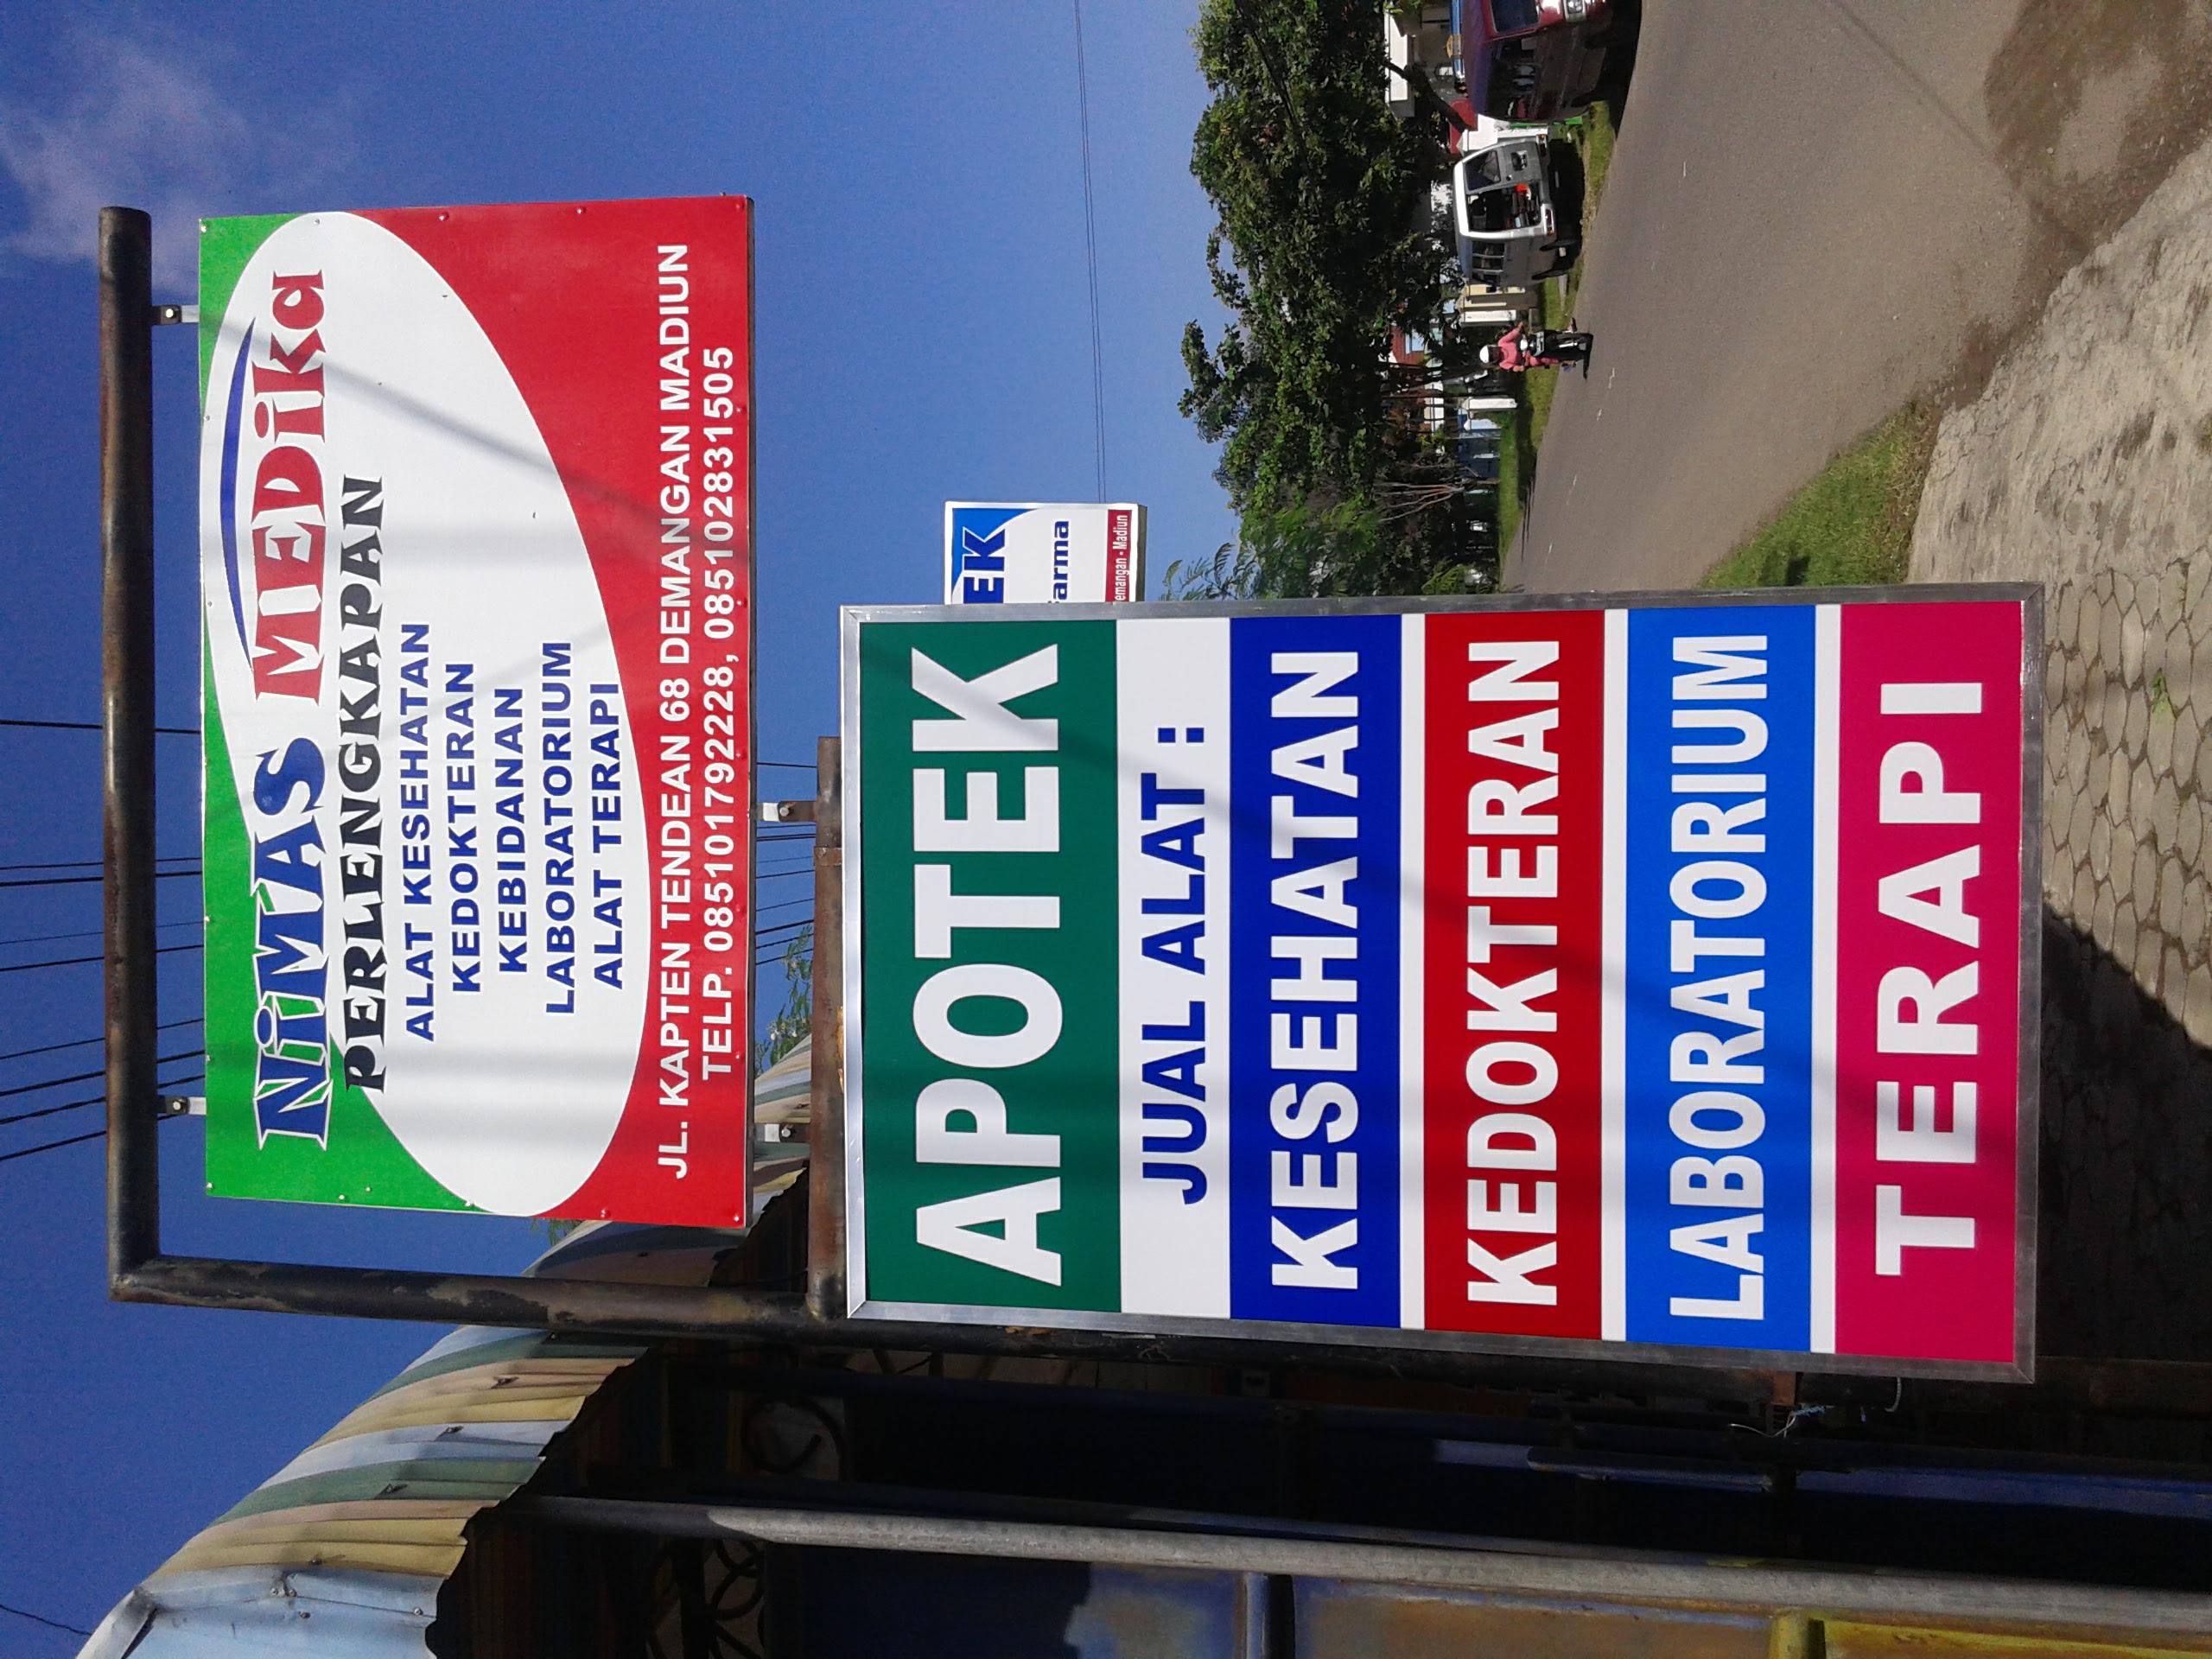 NiMAS MEDika
PERLENGKAPAN
ALAT KESEHATAN
KEDOKTERAN
KEBIDANAN
LABORATORIUM
ALAT TERAPI
JL. KAPTEN TENDEAN 68 DEMANGAN MADIUN
TELP. 085101792228, 085102831505
APOTEK
JUAL ALAT :
KESEHATAN
KEDOKTERAN
LABORATORIUM
TERAPI
EK
arma
emangan - Madiun